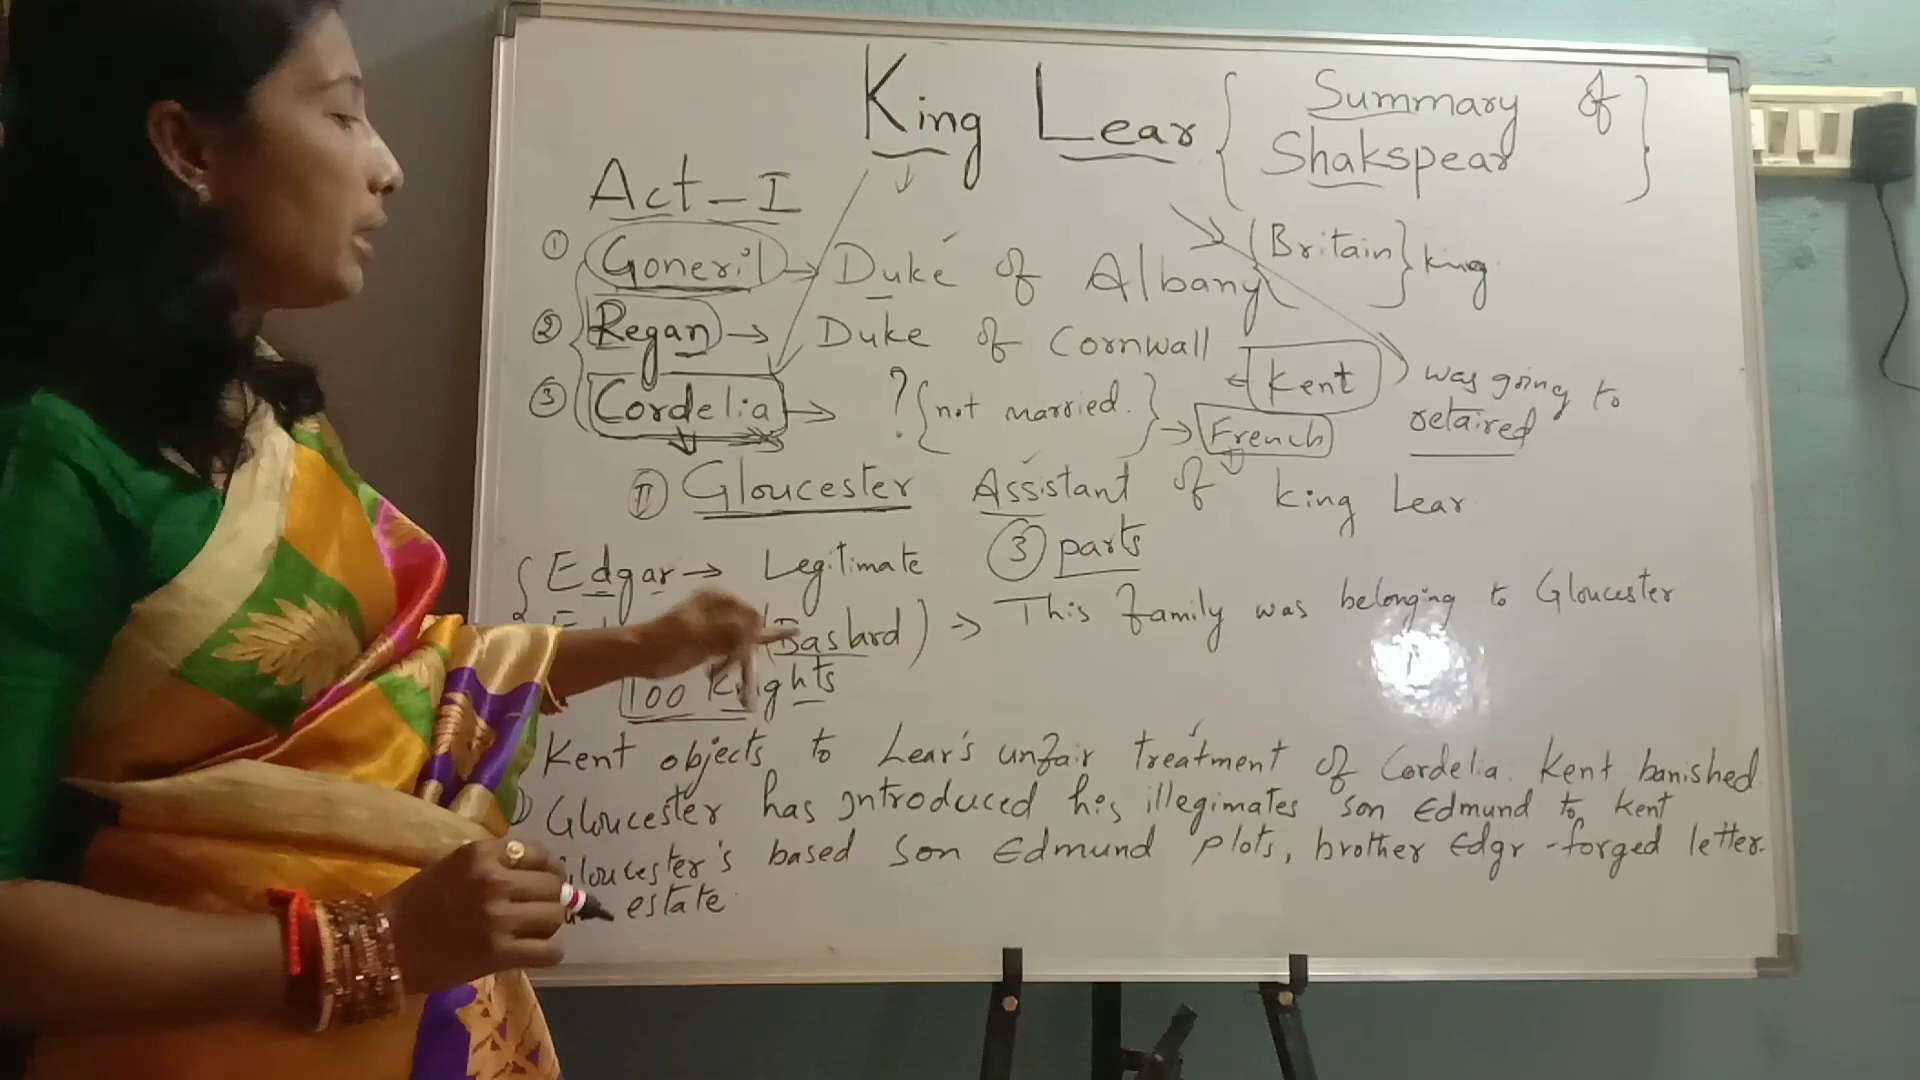 King Lear { Summary of
Shakspear }
Act - I
① Goneril → Duke of Albany
(Britain } king
② Regan → Duke of Cornwall
Kent
was going to
retaired
③ Cordelia → ? { not married. } → French
II Gloucester Assistant of King Lear
③ parts
{ Edgar → Legitimate
(Bastard) → This family was belonging to Gloucester
100 Knights
Kent objects to Lear's unfair treatment of Cordelia. Kent banished.
Gloucester has introduced his illegimates son Edmund to Kent
Gloucester's based son Edmund plots, brother Edgr - forged letter.
estate.